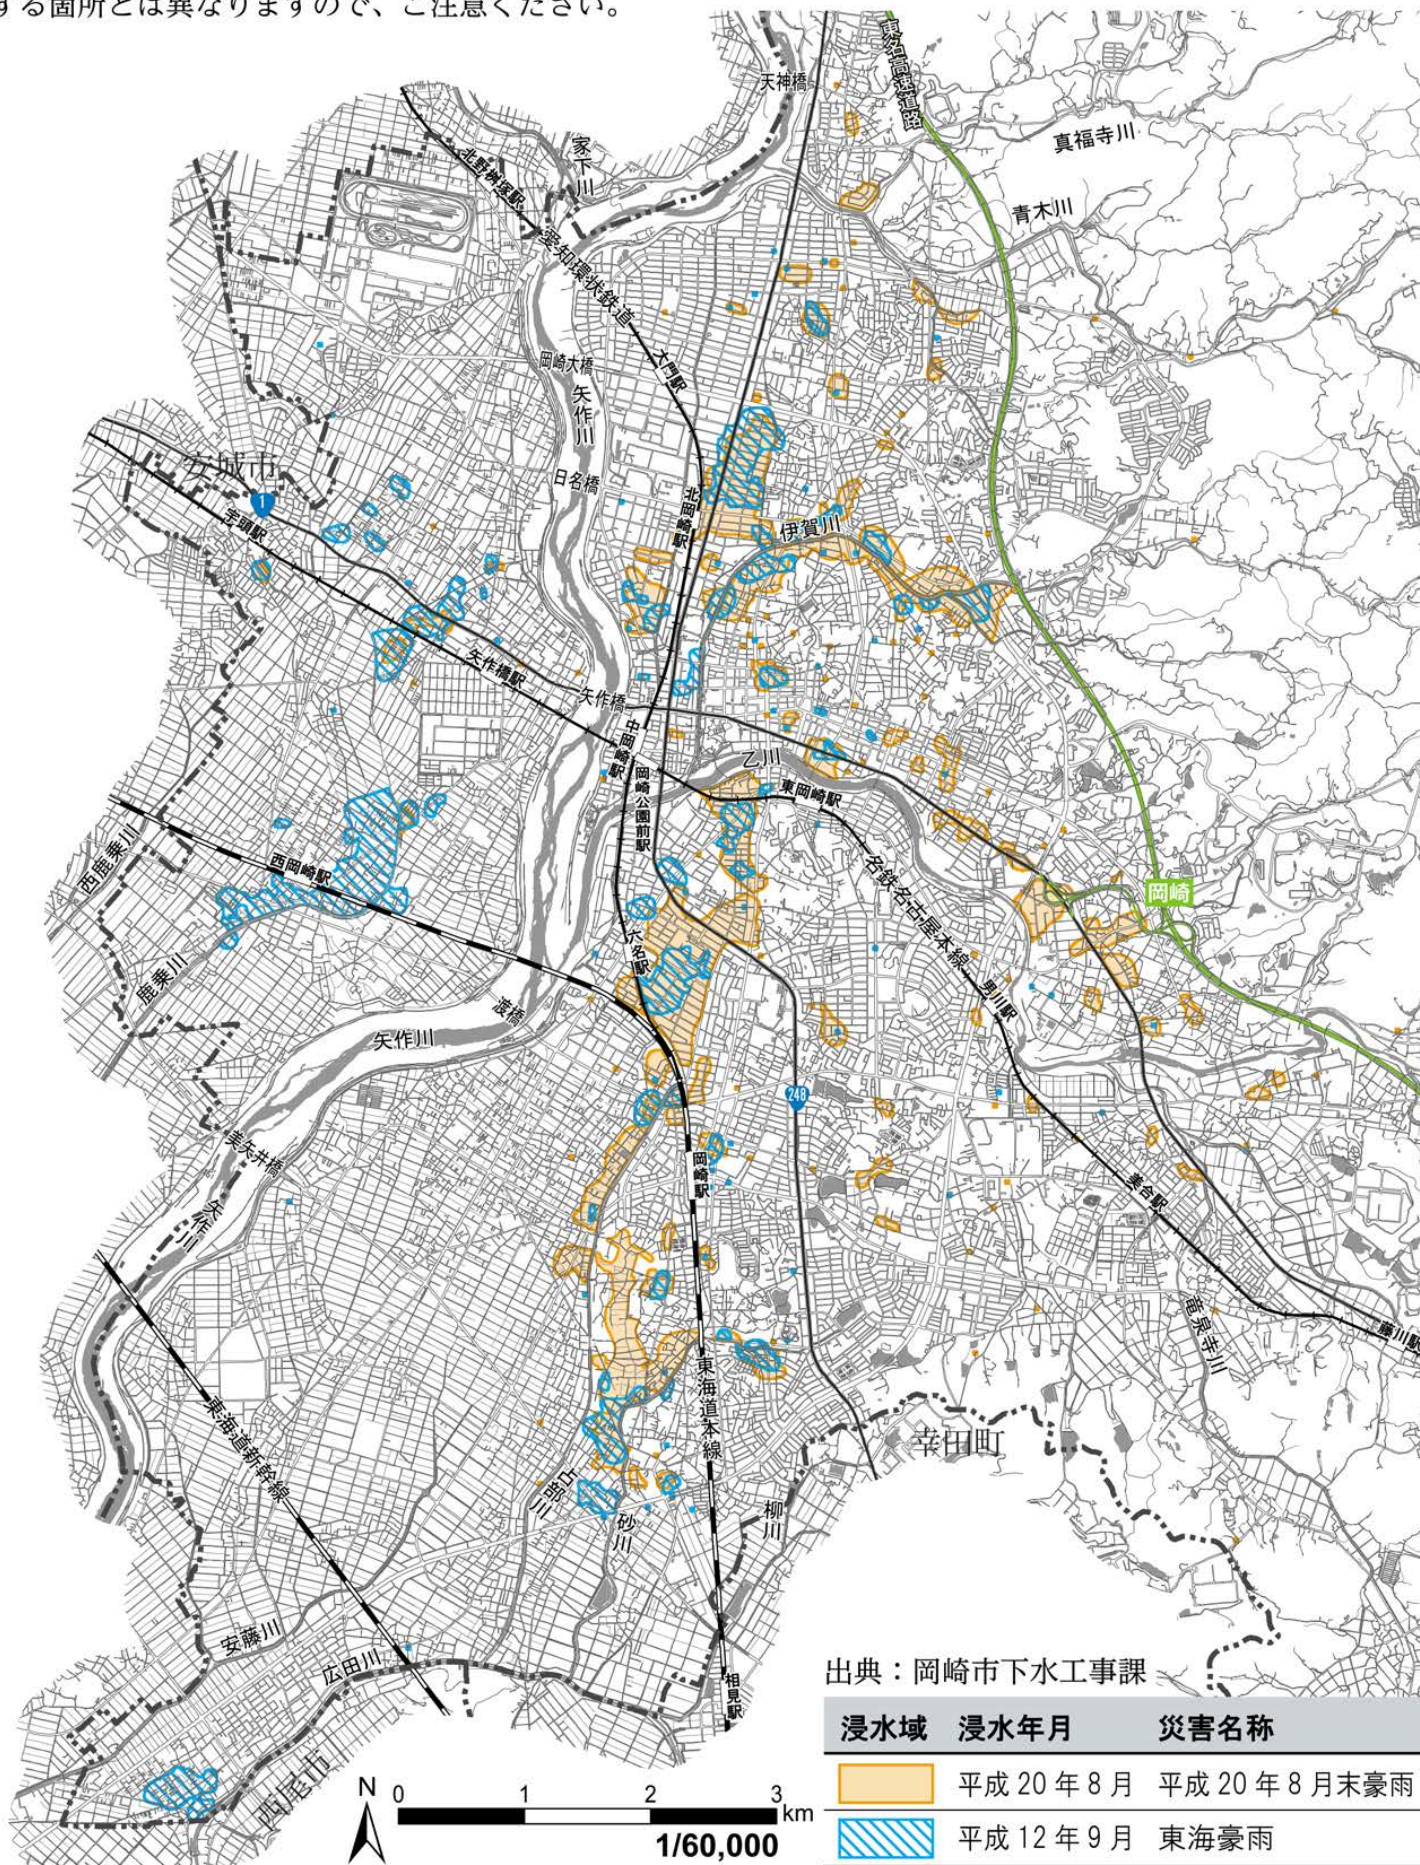 する箇所とは異なりますので、ご注意ください。
東名高速道路
天神橋
真福寺川
家下川
北野桝塚駅
青木川
愛知環状鉄道
大門駅
岡崎大橋
矢作川
安城市
日名橋
1
宇頭駅
北岡崎駅
伊賀川
矢作橋駅
矢作橋
中岡崎駅
乙川
岡崎公園前駅
東岡崎駅
西鹿乗川
西岡崎駅
名鉄名古屋本線
岡崎
六名駅
鹿乗川
男川駅
渡橋
矢作川
248
美矢井橋
岡崎駅
美合駅
矢作川
竜泉寺川
藤川駅
東海道本線
東海道新幹線
幸田町
占部川
砂川
柳川
安藤川
広田川
相見駅
西尾市
出典：岡崎市下水工事課
浸水域 浸水年月 災害名称
平成 20 年 8 月 平成 20 年 8 月末豪雨
平成 12 年 9 月 東海豪雨
N
0 1 2 3 km
1/60,000